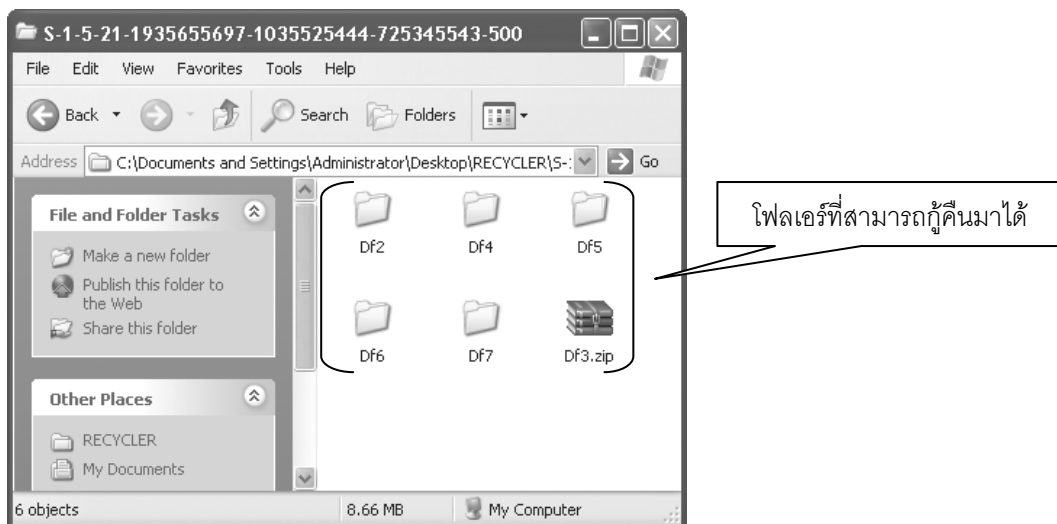 S-1-5-21-1935655697-1035525444-725345543-500
File Edit View Favorites Tools Help
Back Search Folders
Address C:\Documents and Settings\Administrator\Desktop\RECYCLER\S-: Go
File and Folder Tasks
Make a new folder
Publish this folder to
the Web
Share this folder
Other Places
RECYCLER
My Documents
Df2 Df4 Df5
Df6 Df7 Df3.zip
6 objects 8.66 MB My Computer
โฟลเอร์ที่สามารถกู้คืนมาได้